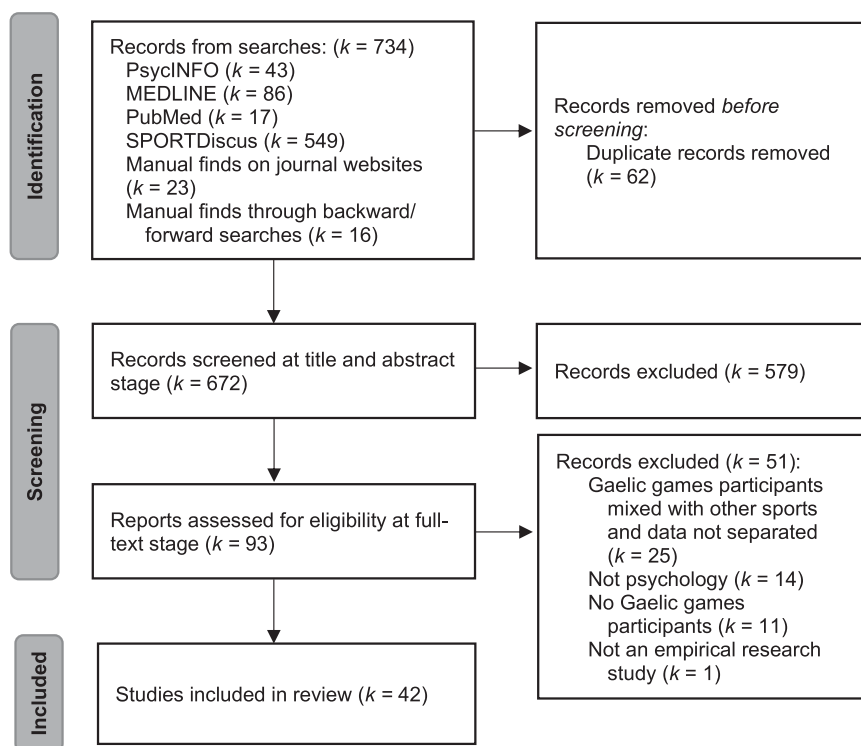 Identification
Records from searches: (k = 734)
PsycINFO (k = 43)
MEDLINE (k = 86)
PubMed (k = 17)
SPORTDiscus (k = 549)
Manual finds on journal websites
(k = 23)
Manual finds through backward/
forward searches (k = 16)
Records removed before
screening:
Duplicate records removed
(k = 62)
Screening
Records screened at title and abstract
stage (k = 672)
Records excluded (k = 579)
Reports assessed for eligibility at full-
text stage (k = 93)
Records excluded (k = 51):
Gaelic games participants
mixed with other sports
and data not separated
(k = 25)
Not psychology (k = 14)
No Gaelic games
participants (k = 11)
Not an empirical research
study (k = 1)
Included
Studies included in review (k = 42)